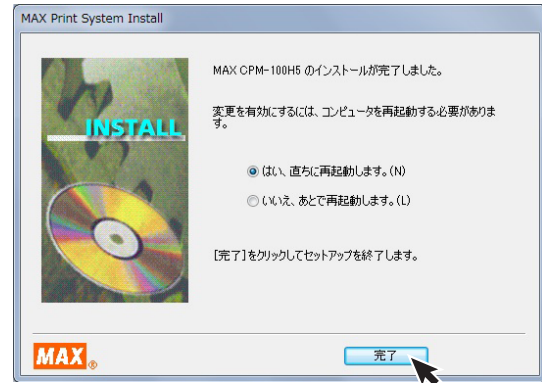 MAX Print System Install
INSTALL
MAX CPM-100H5 のインストールが完了しました。
変更を有効にするには、コンピュータを再起動する必要がありま
す。
はい、直ちに再起動します。(N)
いいえ、あとで再起動します。(L)
[完了]をクリックしてセットアップを終了します。
MAX®
完了